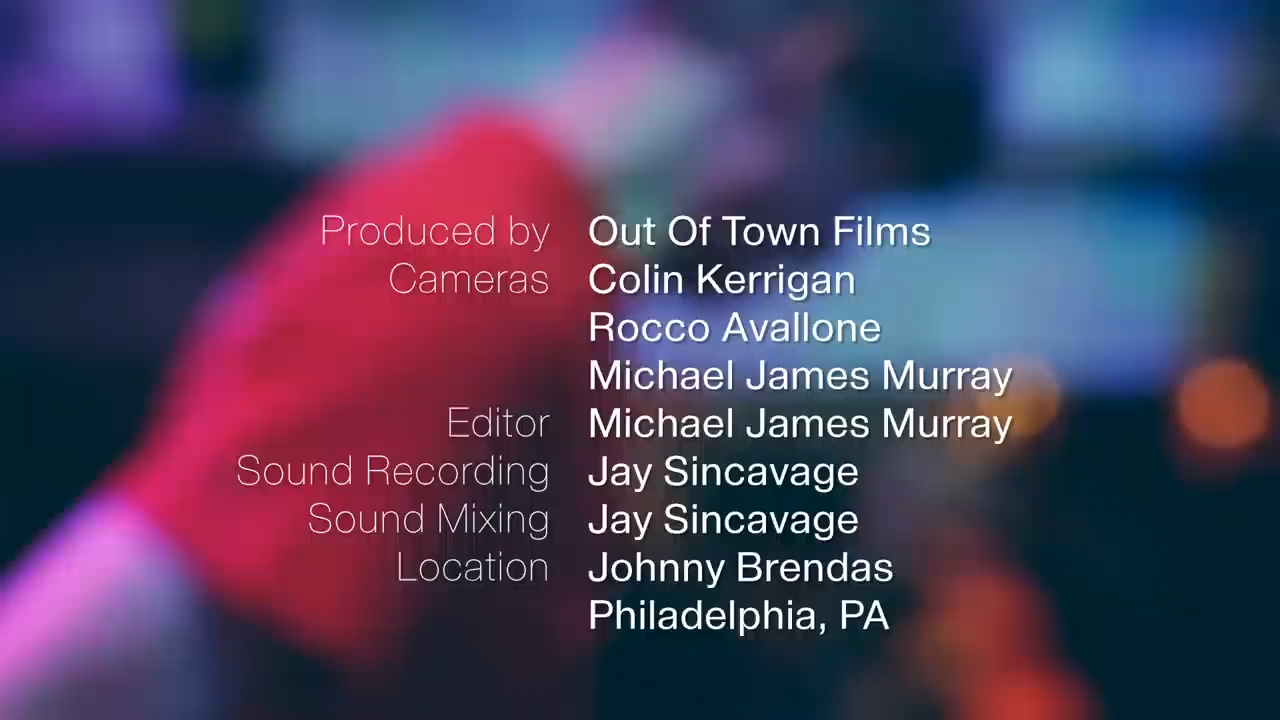 Produced by Out Of Town Films
Cameras Colin Kerrigan
Rocco Avallone
Michael James Murray
Editor Michael James Murray
Sound Recording Jay Sincavage
Sound Mixing Jay Sincavage
Location Johnny Brendas
Philadelphia, PA